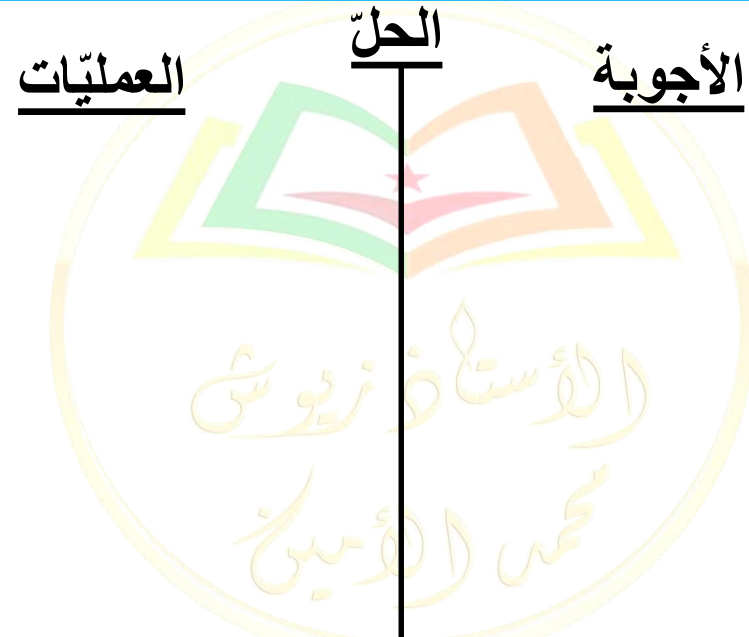 الحلّ
الأجوبة
العمليّات
الأستاذ زيوش
محمد الأمين